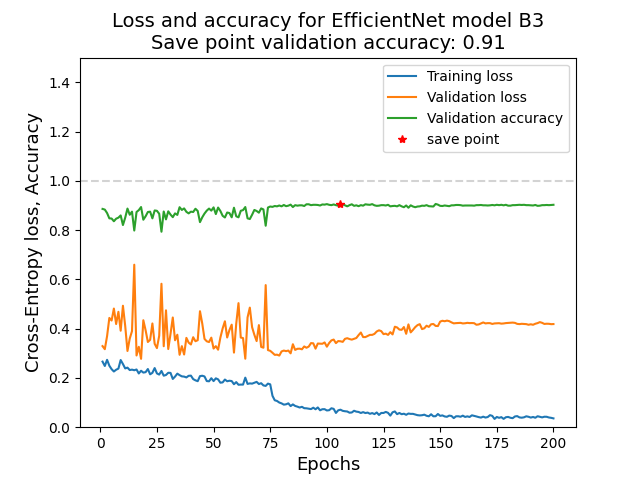 Loss and accuracy for EfficientNet model B3
Save point validation accuracy: 0.91
Cross-Entropy loss, Accuracy
1.4
1.2
1.0
0.8
0.6
0.4
0.2
0.0
Training loss
Validation loss
Validation accuracy
save point
0 25 50 75 100 125 150 175 200
Epochs